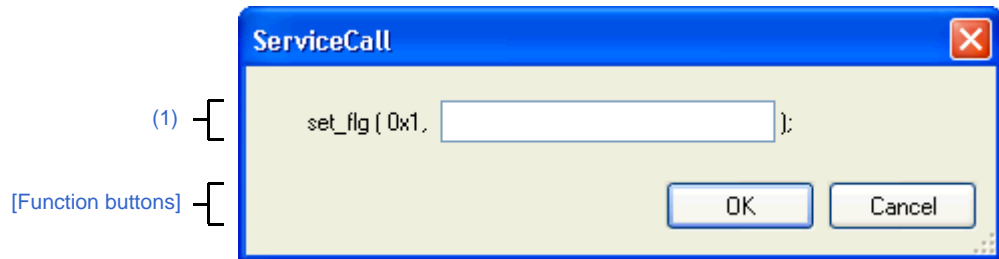 ServiceCall
(1)
set_flg ( 0x1, );
[Function buttons]
OK Cancel